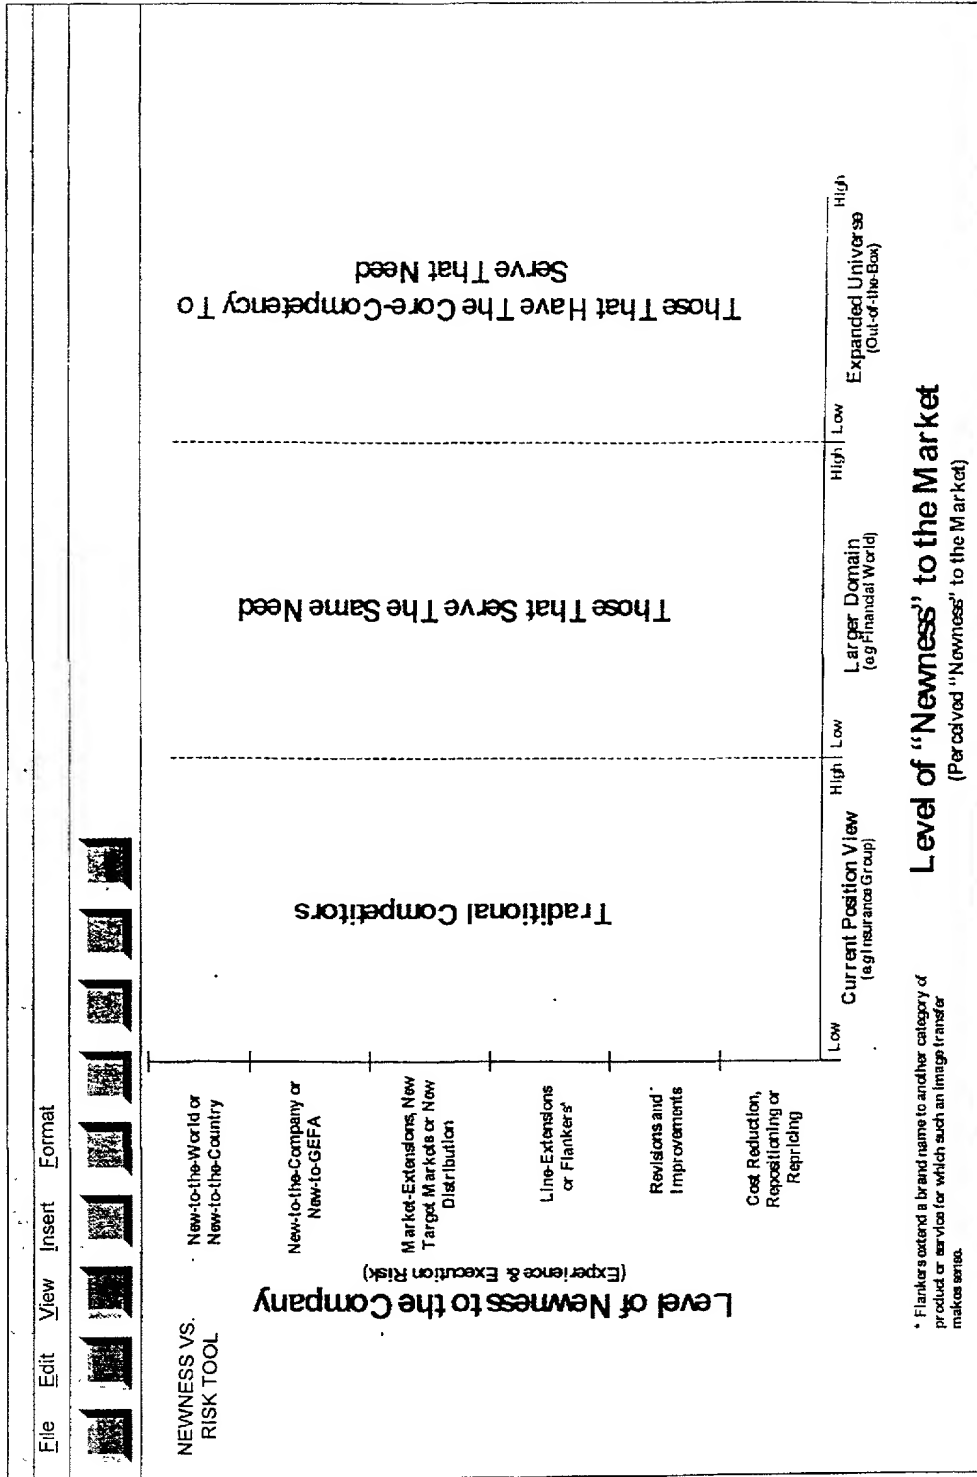 File Edit View Insert Format
NEWNESS VS.
RISK TOOL
Level of Newness to the Company
(Experience & Execution Risk)
New-to-the-World or
New-to-the-Country
New-to-the-Company or
New-to-GEFA
Market-Extensions, New
Target Markets or New
Distribution
Line-Extensions
or Flankers*
Revisions and
Improvements
Cost Reduction,
Repositioning or
Repricing
Traditional Competitors
Those That Serve The Same Need
Those That Have The Core-Competency To
Serve That Need
Low High Low High Low High
Current Position View
(eg Insurance Group)
Larger Domain
(eg Financial World)
Expanded Universe
(Out-of-the-Box)
Level of "Newness" to the Market
(Perceived "Newness" to the Market)
* Flankers extend a brand name to another category of
product or service for which such an image transfer
makes sense.